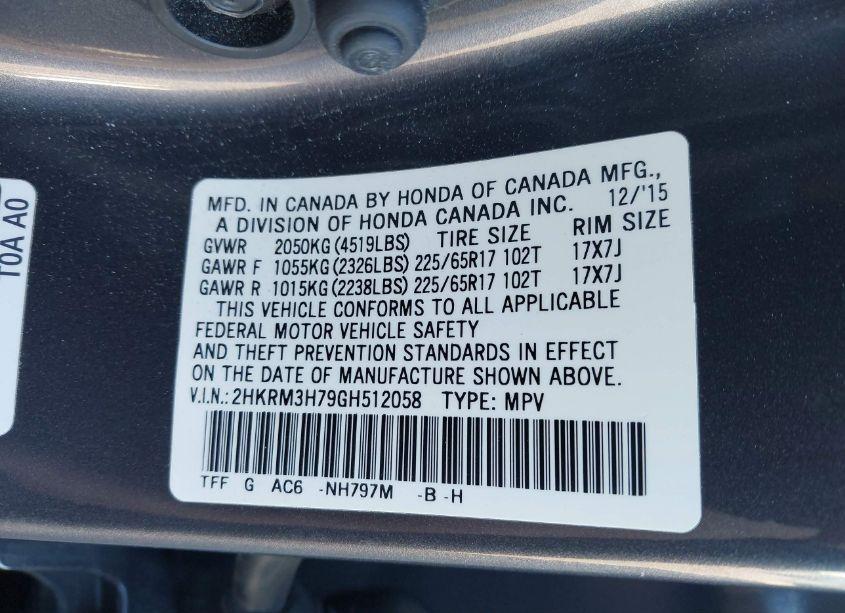 MFD. IN CANADA BY HONDA OF CANADA MFG.,
A DIVISION OF HONDA CANADA INC. 12/'15
GVWR 2050KG (4519LBS) TIRE SIZE RIM SIZE
GAWR F 1055KG (2326LBS) 225/65R17 102T 17X7J
GAWR R 1015KG (2238LBS) 225/65R17 102T 17X7J
THIS VEHICLE CONFORMS TO ALL APPLICABLE
FEDERAL MOTOR VEHICLE SAFETY
AND THEFT PREVENTION STANDARDS IN EFFECT
ON THE DATE OF MANUFACTURE SHOWN ABOVE.
V.I.N.: 2HKRM3H79GH512058 TYPE: MPV
TFF G AC6 -NH797M -B -H
T0A A0